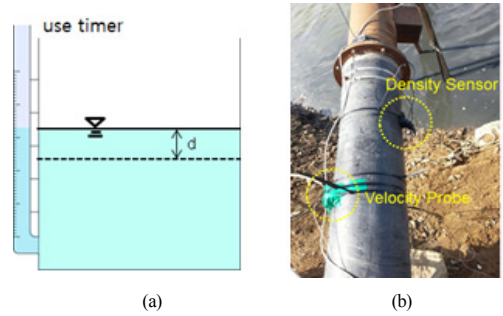 use timer
d
Density Sensor
Velocity Probe
(a)
(b)